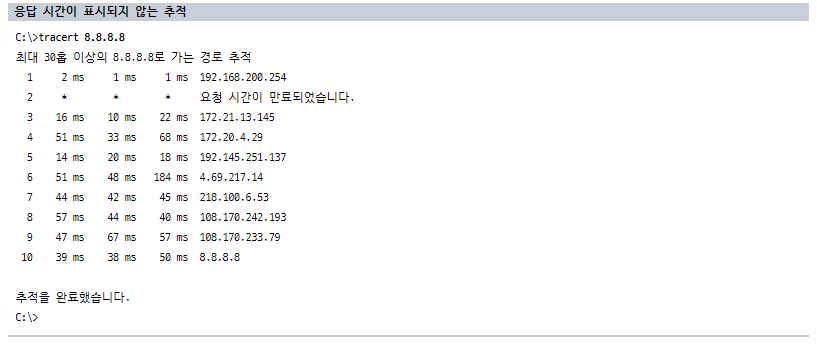 응답 시간이 표시되지 않는 추적
C:\>tracert 8.8.8.8
최대 30홉 이상의 8.8.8.8로 가는 경로 추적
1 2 ms 1 ms 1 ms 192.168.200.254
2 * * * 요청 시간이 만료되었습니다.
3 16 ms 10 ms 22 ms 172.21.13.145
4 51 ms 33 ms 68 ms 172.20.4.29
5 14 ms 20 ms 18 ms 192.145.251.137
6 51 ms 48 ms 184 ms 4.69.217.14
7 44 ms 42 ms 45 ms 218.100.6.53
8 57 ms 44 ms 40 ms 108.170.242.193
9 47 ms 67 ms 57 ms 108.170.233.79
10 39 ms 38 ms 50 ms 8.8.8.8
추적을 완료했습니다.
C:\>